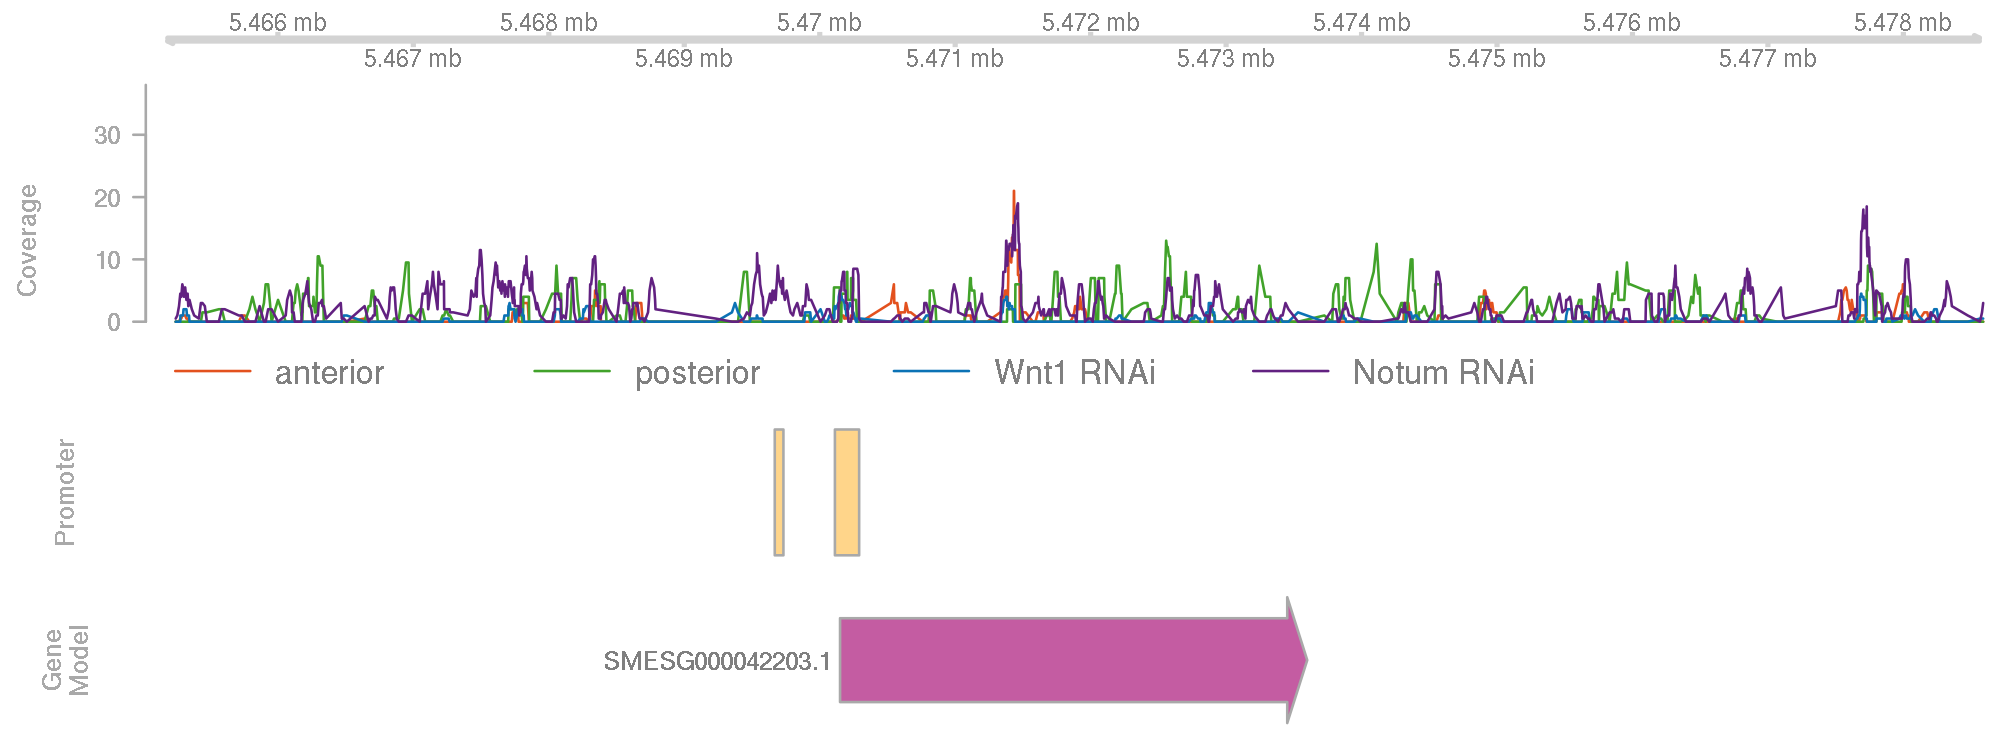 5.466 mb 5.468 mb 5.47 mb 5.472 mb 5.474 mb 5.476 mb 5.478 mb
5.467 mb 5.469 mb 5.471 mb 5.473 mb 5.475 mb 5.477 mb
Coverage
30
20
10
0
anterior posterior Wnt1 RNAi Notum RNAi
Promoter
0
Gene
Model
SMESG000042203.1